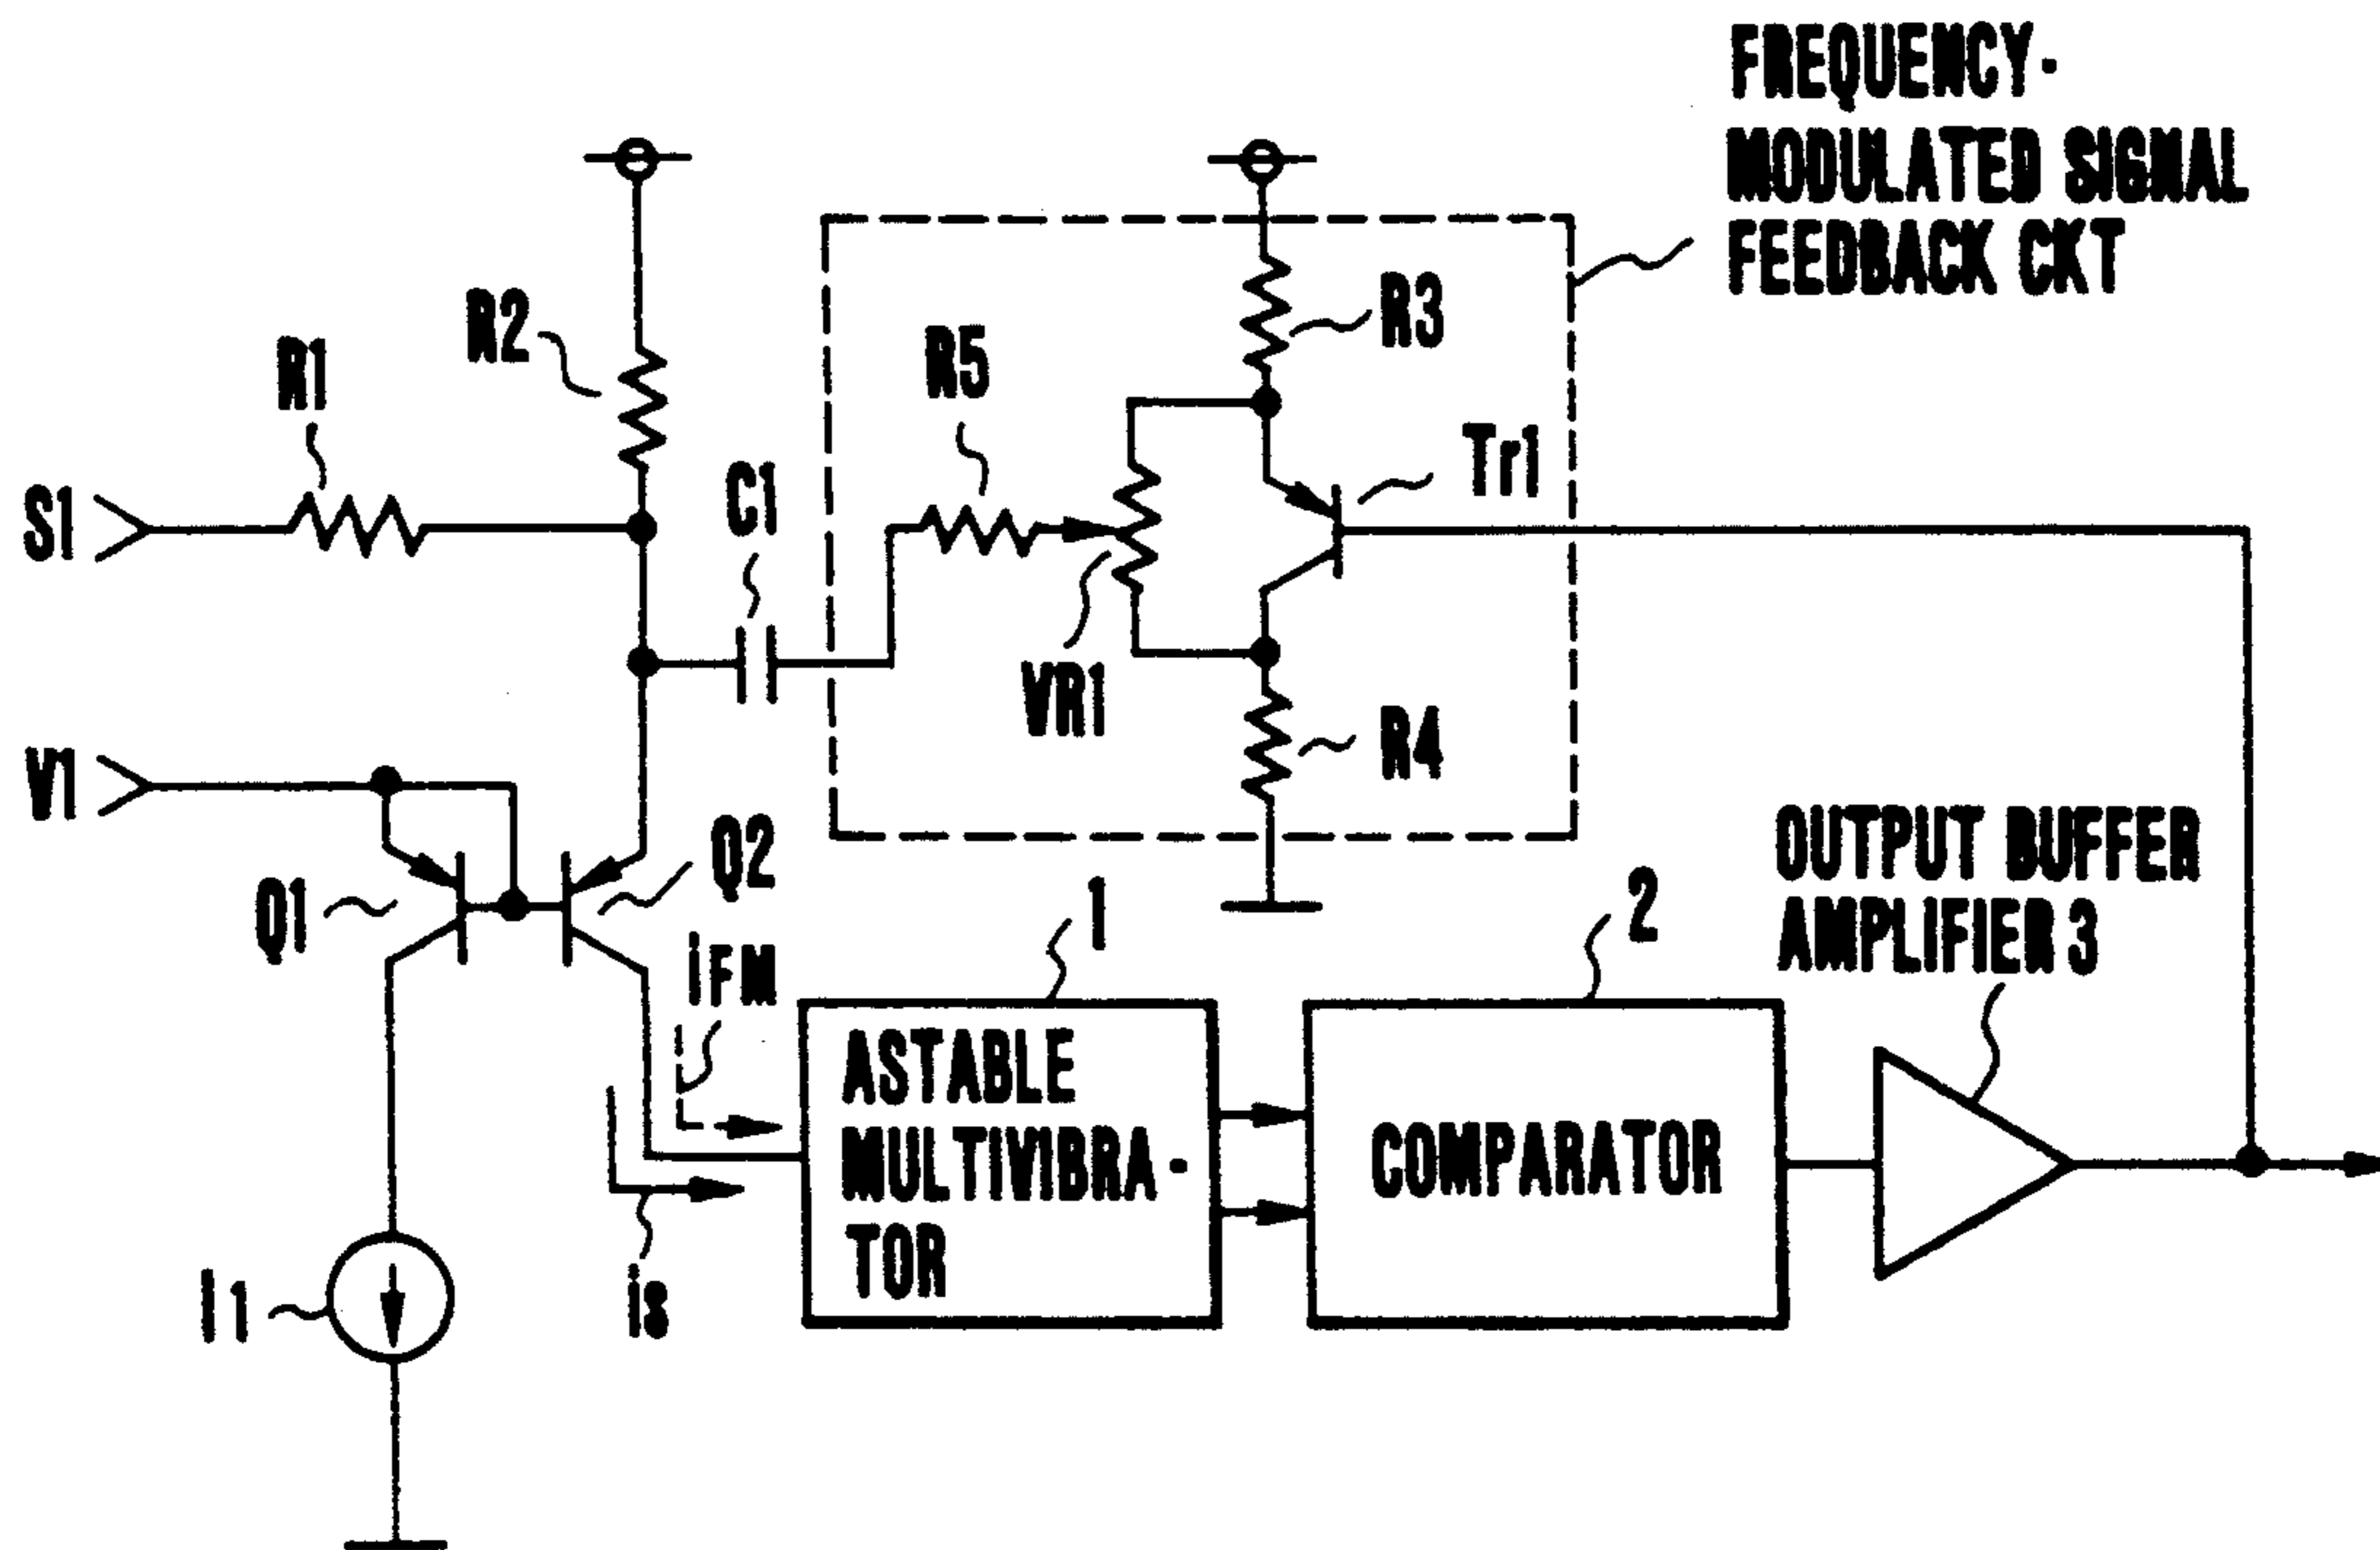 FREQUENCY-
MODULATED SIGNAL
FEEDBACK CKT
R1
R2
R5
R3
Tr1
S1
C1
VR1
R4
V1
Q1
Q2
iFM
1
2
OUTPUT BUFFER
AMPLIFIER 3
ASTABLE
MULTIVIBRA-
TOR
COMPARATOR
I1
is